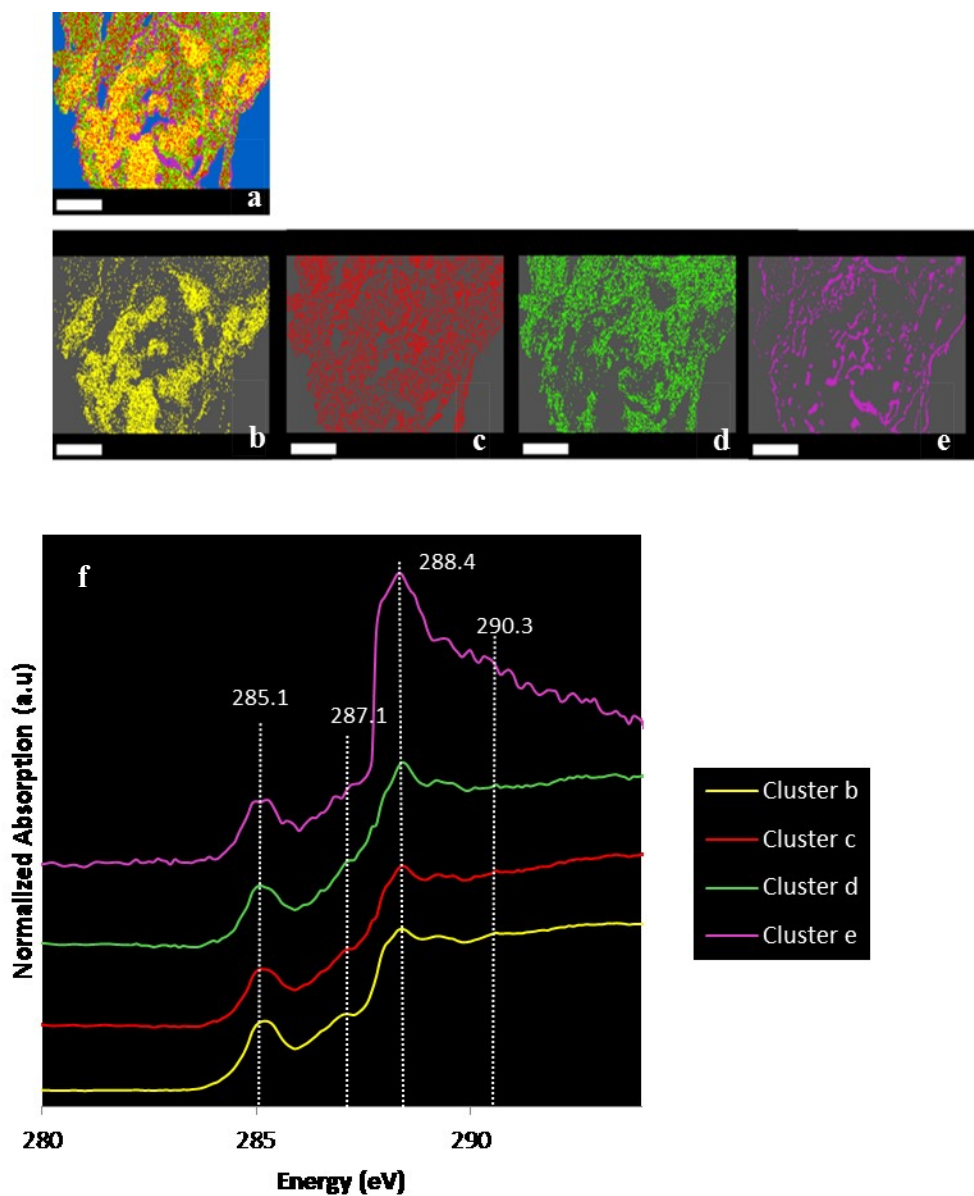 a
b
c
d
e
f
288.4
290.3
285.1
287.1
Normalized Absorption (a.u)
Cluster b
Cluster c
Cluster d
Cluster e
280
285
290
Energy (eV)